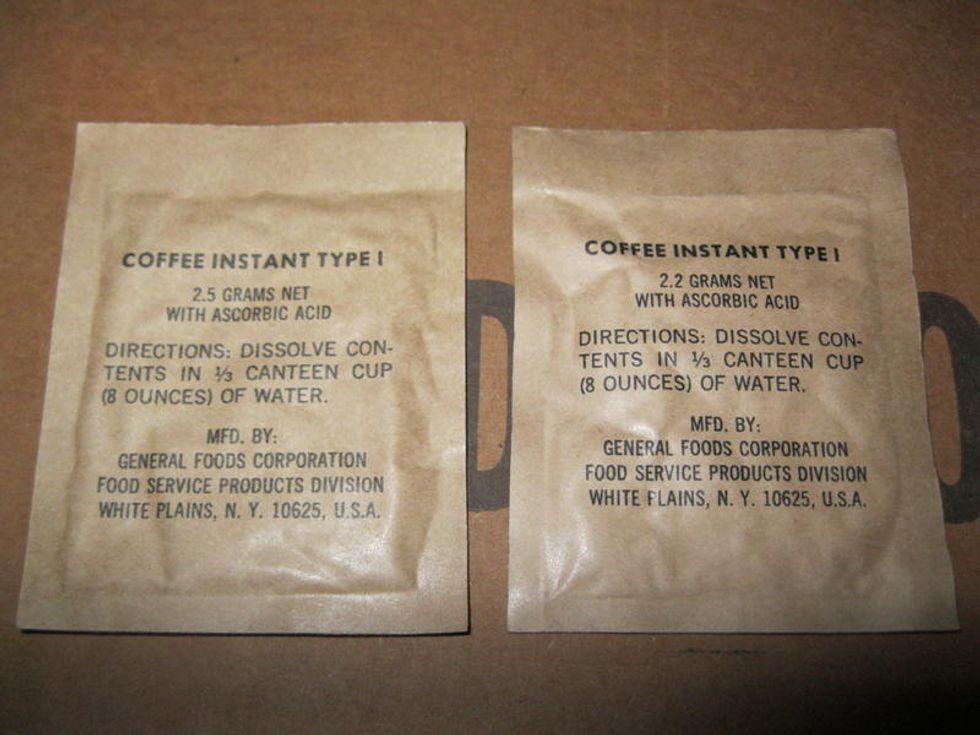 COFFEE INSTANT TYPE I
2.5 GRAMS NET
WITH ASCORBIC ACID
DIRECTIONS: DISSOLVE CON-
TENTS IN ⅓ CANTEEN CUP
(8 OUNCES) OF WATER.
MFD. BY:
GENERAL FOODS CORPORATION
FOOD SERVICE PRODUCTS DIVISION
WHITE PLAINS, N. Y. 10625, U.S.A.
COFFEE INSTANT TYPE I
2.2 GRAMS NET
WITH ASCORBIC ACID
DIRECTIONS: DISSOLVE CON-
TENTS IN ⅓ CANTEEN CUP
(8 OUNCES) OF WATER.
MFD. BY:
GENERAL FOODS CORPORATION
FOOD SERVICE PRODUCTS DIVISION
WHITE PLAINS, N. Y. 10625, U.S.A.